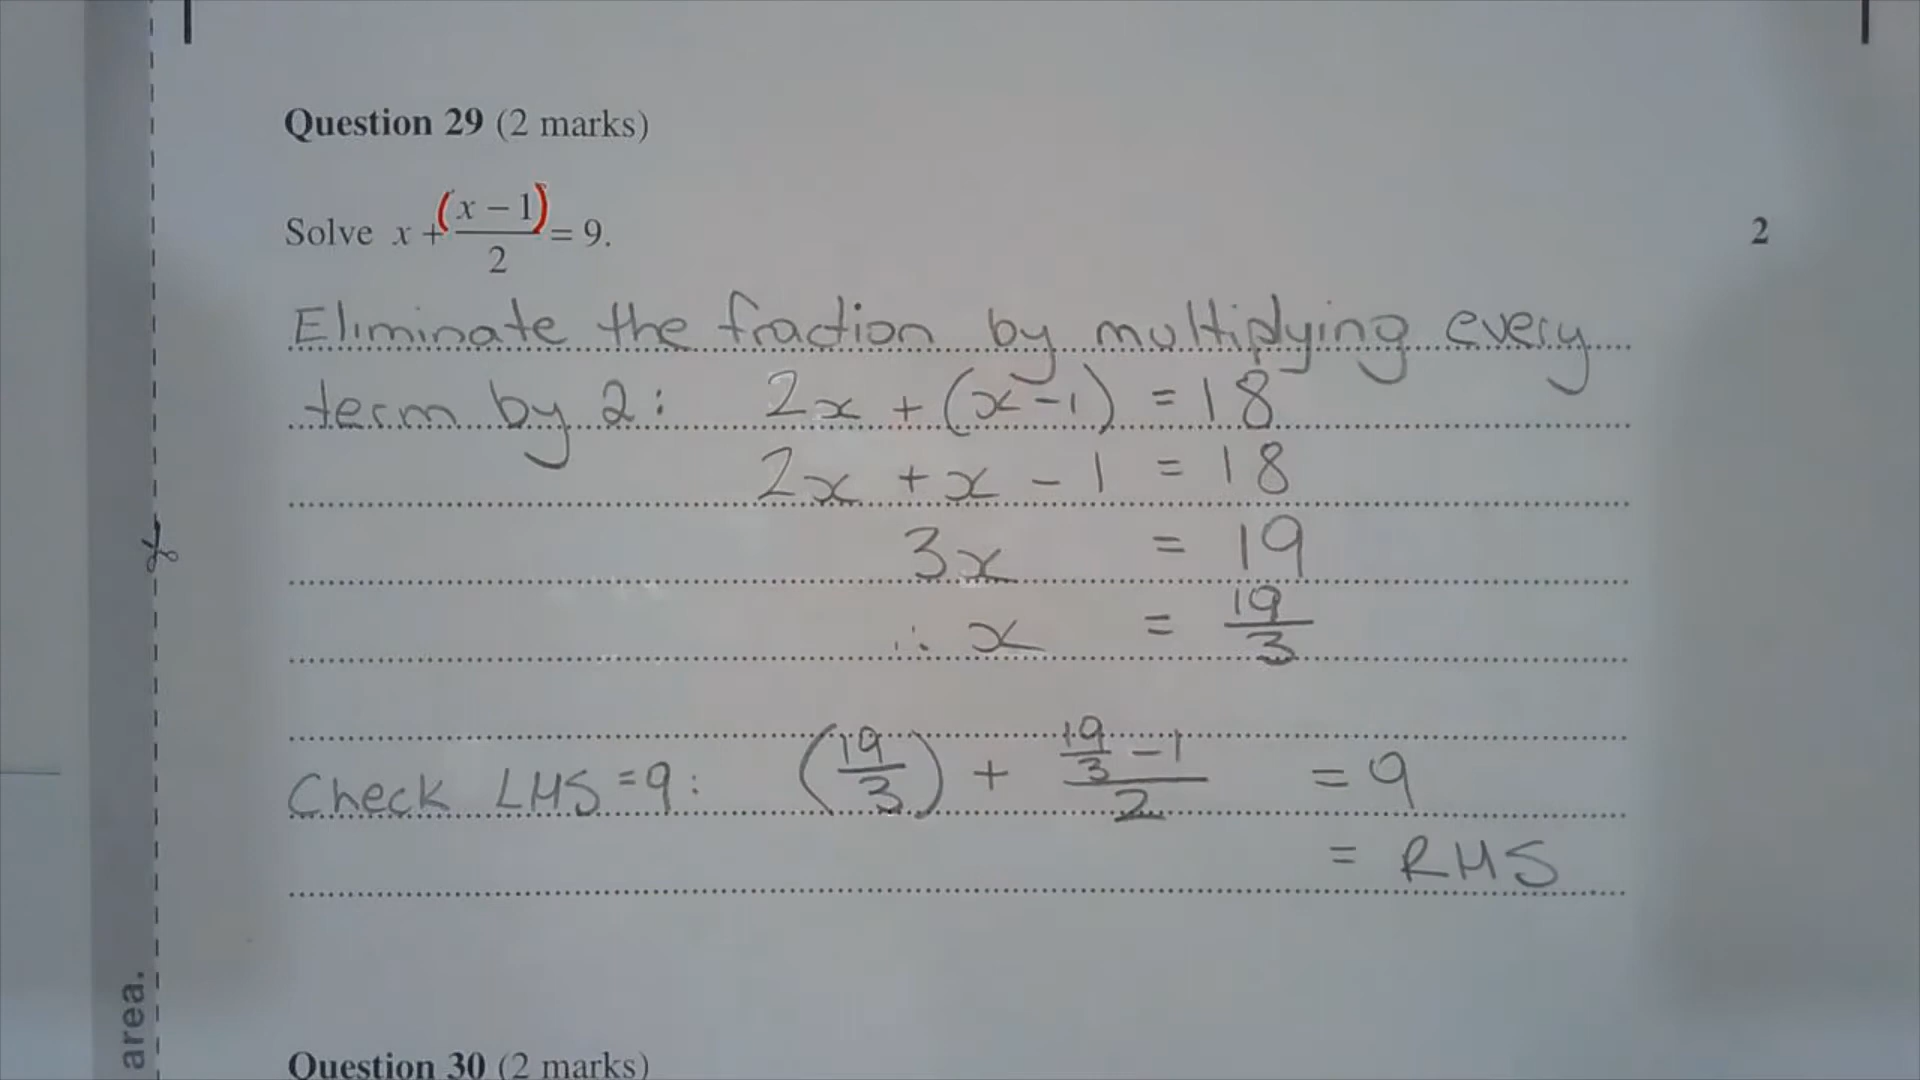 Question 29 (2 marks)
Solve x + (x − 1)/2 = 9.
2
Eliminate the fraction by multiplying every
term by 2: 2x + (x-1) = 18
2x + x - 1 = 18
3x = 19
∴ x = 19/3
Check LHS = 9: (19/3) + (19/3 - 1)/2 = 9
= RHS
area.
Question 30 (2 marks)